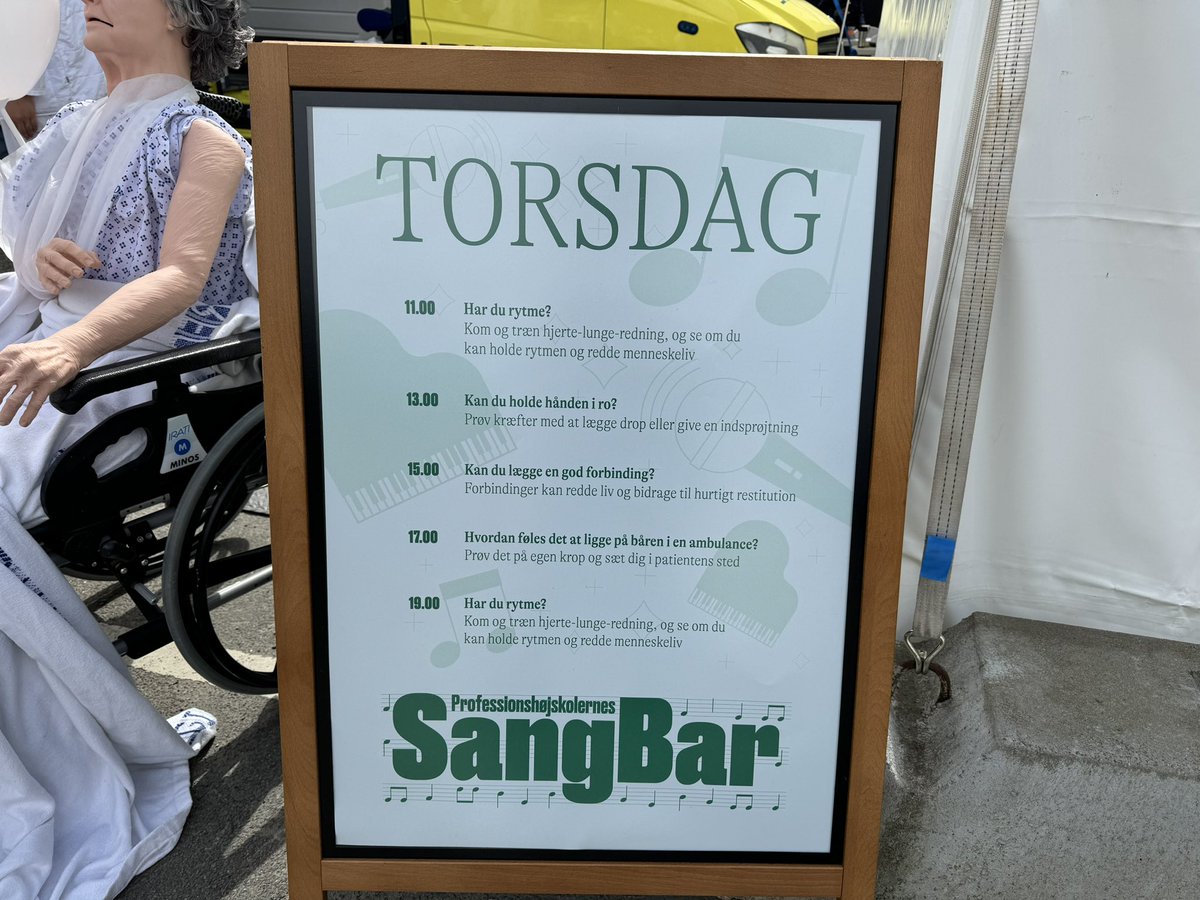 TORSDAG
11.00 Har du rytme?
Kom og træn hjerte-lunge-redning, og se om du
kan holde rytmen og redde menneskeliv
13.00 Kan du holde hånden i ro?
Prøv kræfter med at lægge drop eller give en indsprøjtning
15.00 Kan du lægge en god forbinding?
Forbindinger kan redde liv og bidrage til hurtigt restitution
17.00 Hvordan føles det at ligge på båren i en ambulance?
Prøv det på egen krop og sæt dig i patientens sted
19.00 Har du rytme?
Kom og træn hjerte-lunge-redning, og se om du
kan holde rytmen og redde menneskeliv
Professionshøjskolernes
SangBar
IRATI
M
MINOS